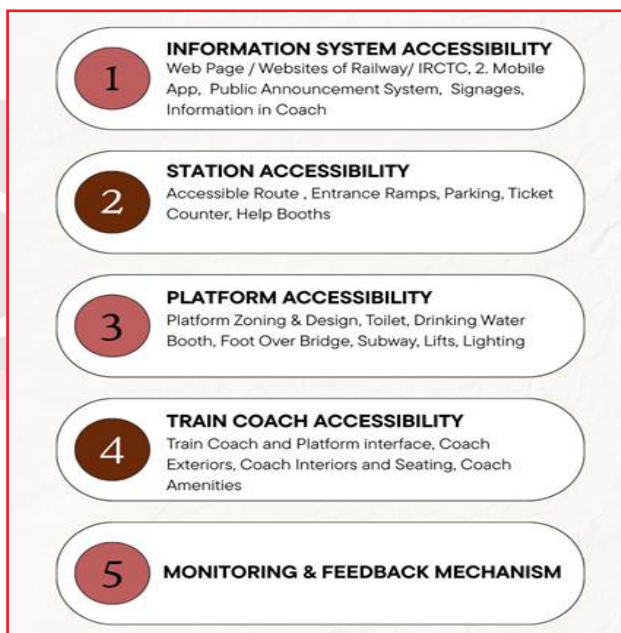 1
INFORMATION SYSTEM ACCESSIBILITY
Web Page / Websites of Railway/ IRCTC, 2. Mobile
App, Public Announcement System, Signages,
Information in Coach
2
STATION ACCESSIBILITY
Accessible Route , Entrance Ramps, Parking, Ticket
Counter, Help Booths
3
PLATFORM ACCESSIBILITY
Platform Zoning & Design, Toilet, Drinking Water
Booth, Foot Over Bridge, Subway, Lifts, Lighting
4
TRAIN COACH ACCESSIBILITY
Train Coach and Platform interface, Coach
Exteriors, Coach Interiors and Seating, Coach
Amenities
5
MONITORING & FEEDBACK MECHANISM